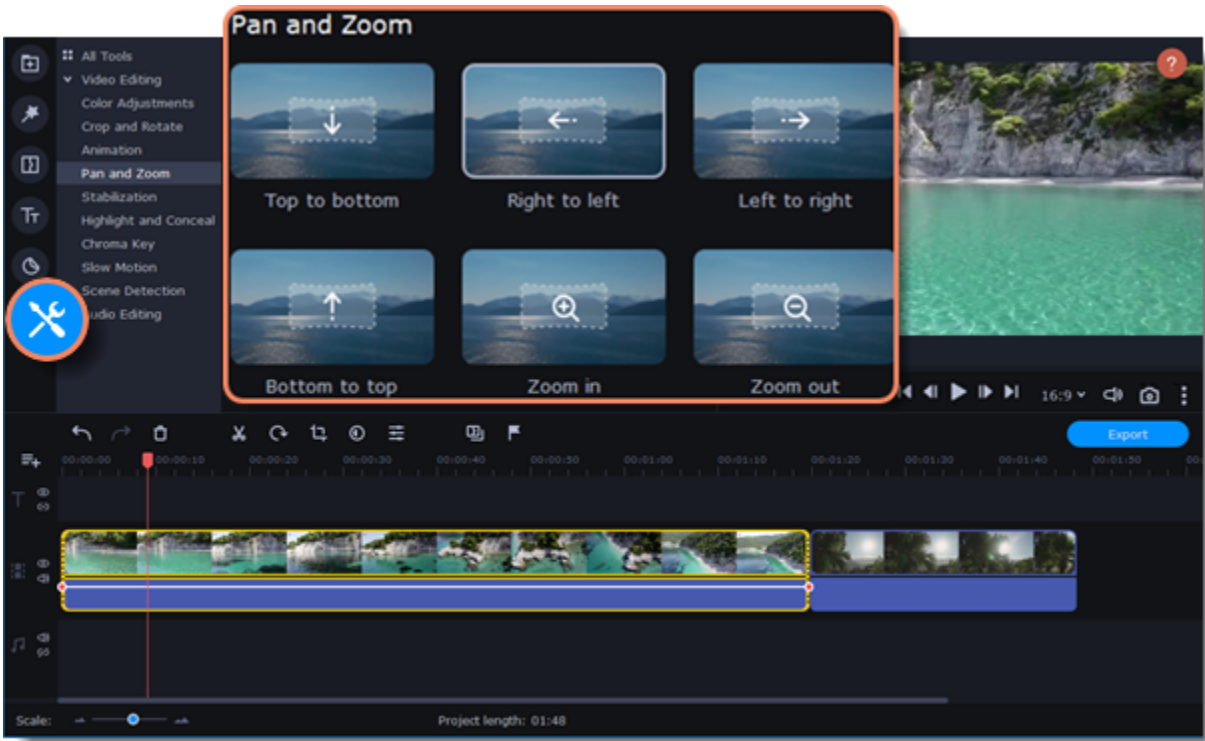 Pan and Zoom
All Tools
Video Editing
Color Adjustments
Crop and Rotate
Animation
Pan and Zoom
Stabilization
Highlight and Conceal
Chroma Key
Slow Motion
Scene Detection
udio Editing
Top to bottom
Right to left
Left to right
Bottom to top
Zoom in
Zoom out
?
16:9
Export
00:00:00 00:00:10 00:00:20 00:00:30 00:00:40 00:00:50 00:01:00 00:01:10 00:01:20 00:01:30 00:01:40 00:01:50 00:
Scale:
Project length: 01:48